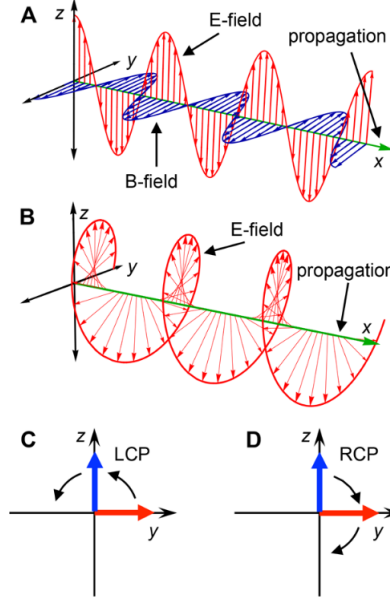 A
z
E-field
propagation
y
x
B-field
B
z
E-field
propagation
y
x
C
z
LCP
y
D
z
RCP
y